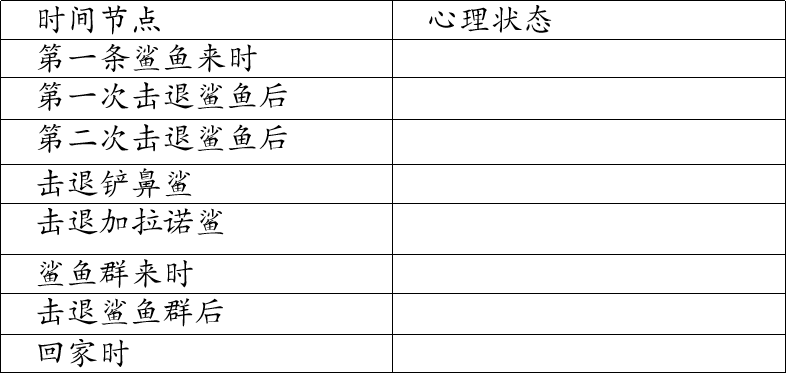 时间节点 心理状态
第一条鲨鱼来时
第一次击退鲨鱼后
第二次击退鲨鱼后
击退铲鼻鲨
击退加拉诺鲨
鲨鱼群来时
击退鲨鱼群后
回家时